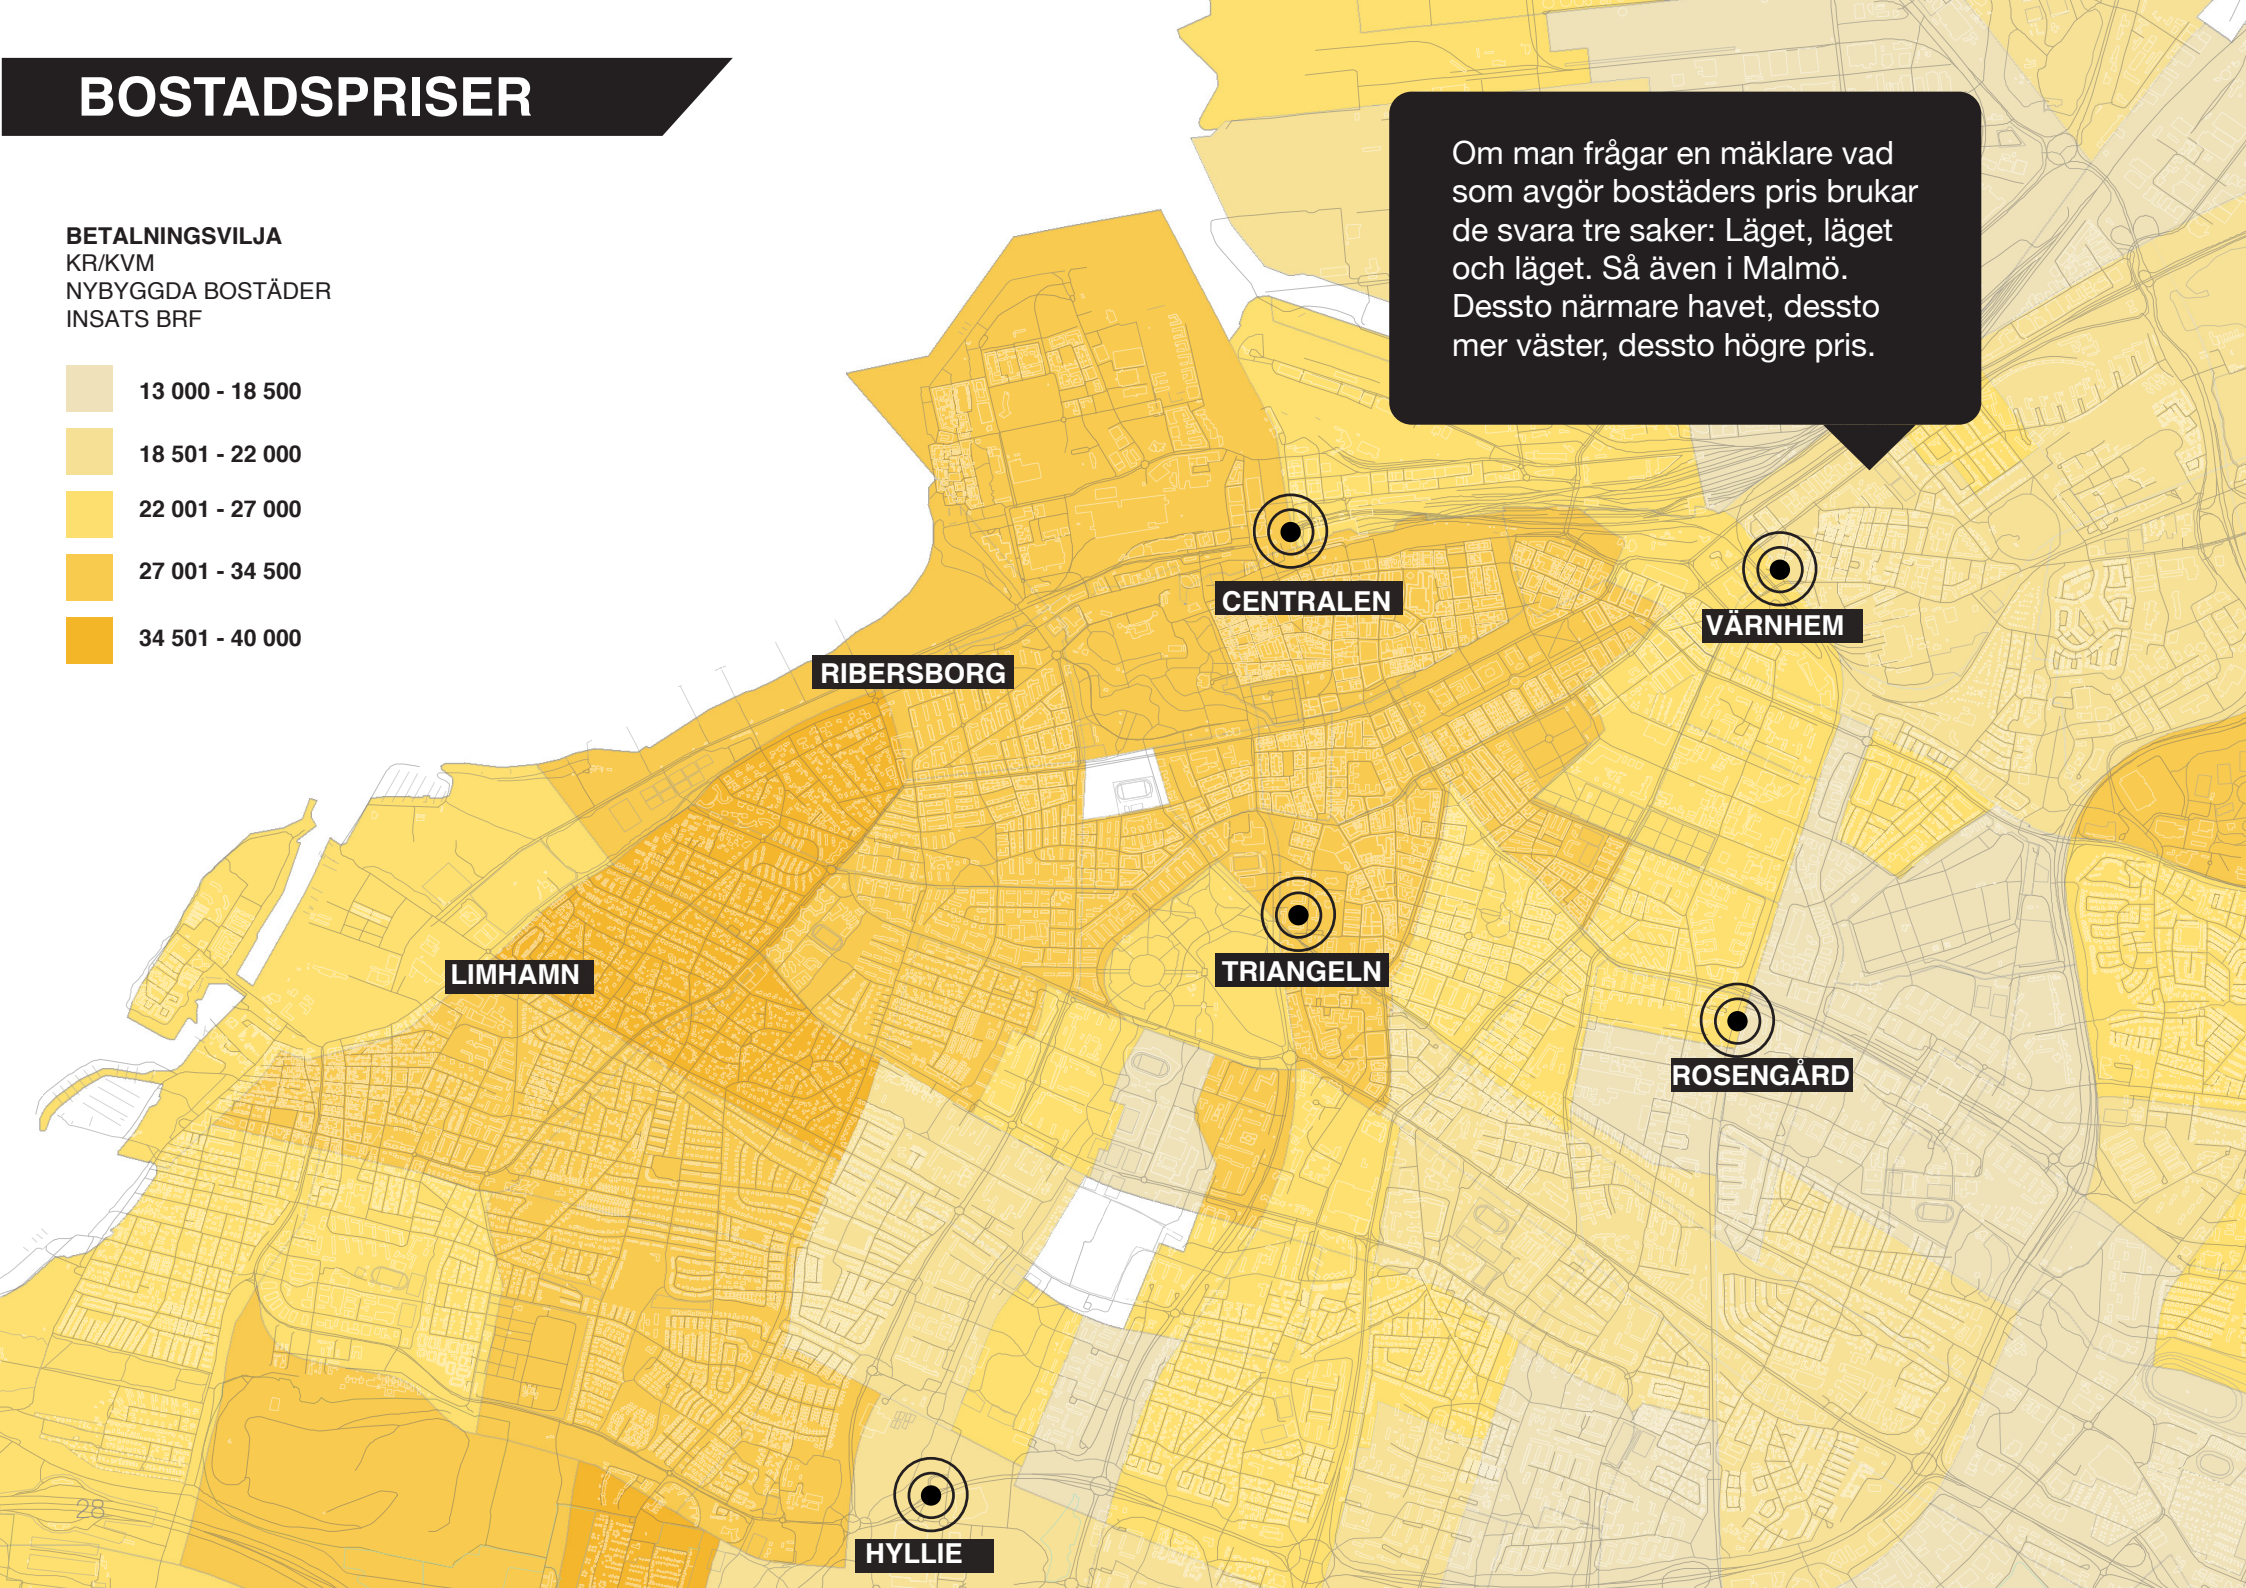 BOSTADSPRISER
BETALNINGSVILJA
KR/KVM
NYBYGGDA BOSTÄDER
INSATS BRF
13 000 - 18 500
18 501 - 22 000
22 001 - 27 000
27 001 - 34 500
34 501 - 40 000
Om man frågar en mäklare vad
som avgör bostäders pris brukar
de svara tre saker: Läget, läget
och läget. Så även i Malmö.
Dessto närmare havet, dessto
mer väster, dessto högre pris.
CENTRALEN
VÄRNHEM
RIBERSBORG
LIMHAMN
TRIANGELN
ROSENGÅRD
HYLLIE
28